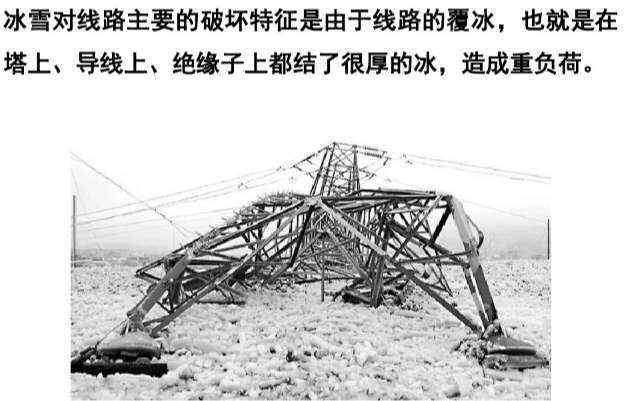 冰雪对线路主要的破坏特征是由于线路的覆冰，也就是在
塔上、导线上、绝缘子上都结了很厚的冰，造成重负荷。